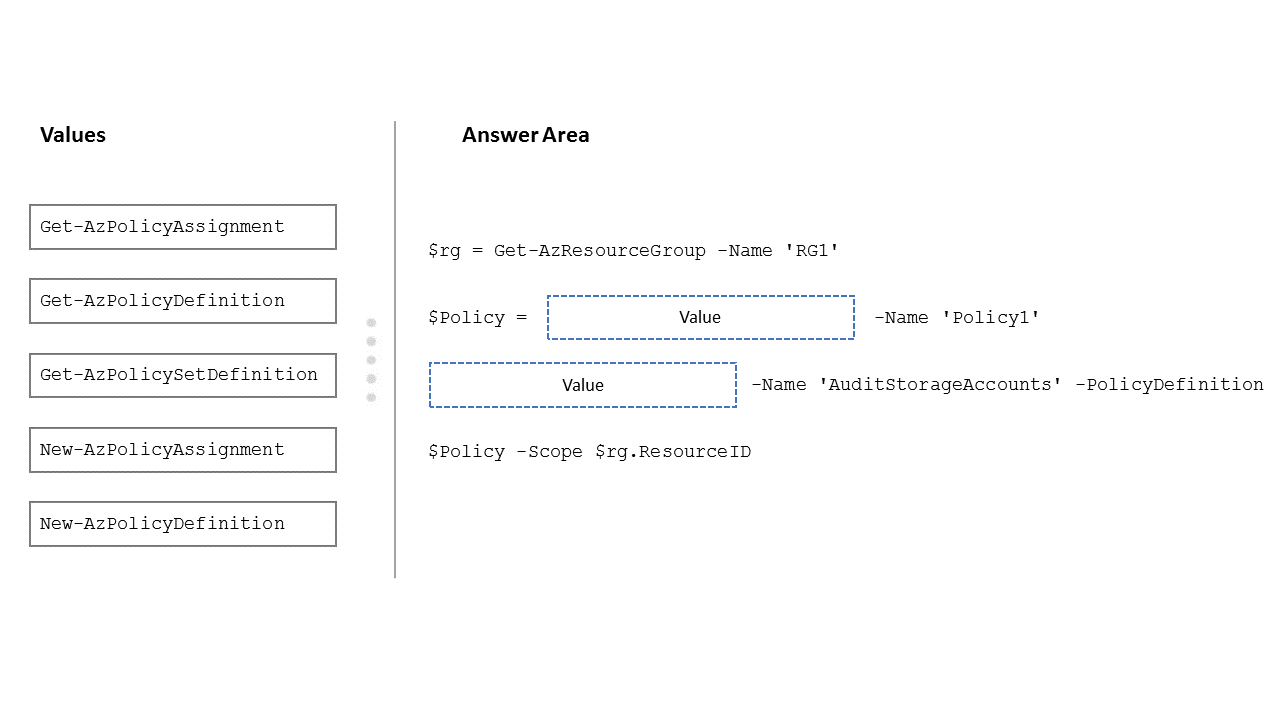 Values
Answer Area
Get-AzPolicyAssignment
Get-AzPolicyDefinition
Get-AzPolicySetDefinition
New-AzPolicyAssignment
New-AzPolicyDefinition
$rg = Get-AzResourceGroup -Name 'RG1'
$Policy = Value -Name 'Policy1'
Value -Name 'AuditStorageAccounts' -PolicyDefinition
$Policy -Scope $rg.ResourceID